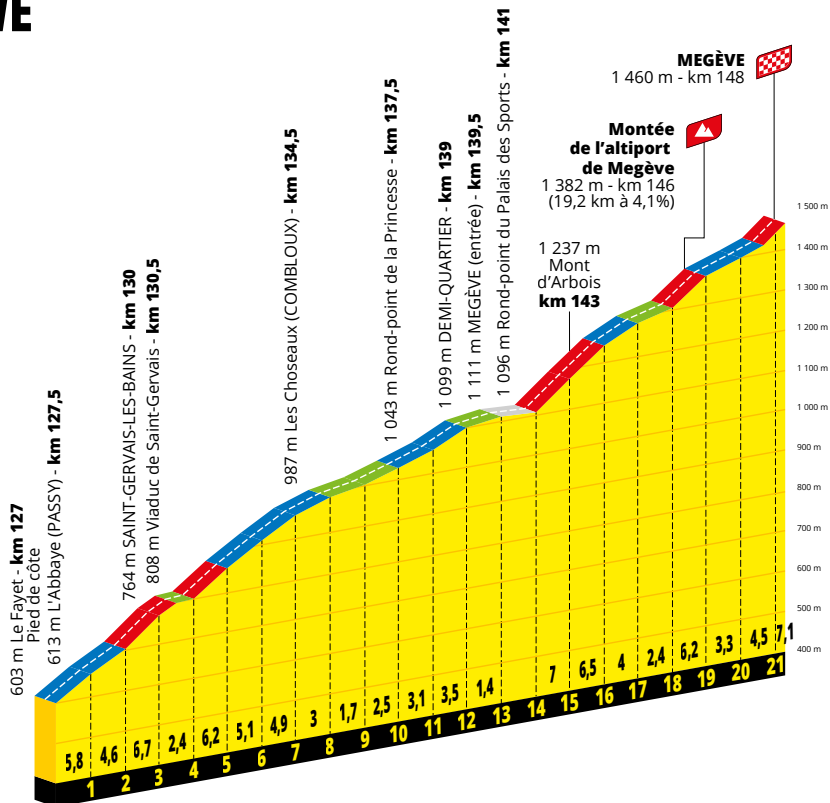 VE
603 m Le Fayet - km 127
Pied de côte
613 m L'Abbaye (PASSY) - km 127,5
764 m SAINT-GERVAIS-LES-BAINS - km 130
808 m Viaduc de Saint-Gervais - km 130,5
987 m Les Choseaux (COMBLOUX) - km 134,5
1 043 m Rond-point de la Princesse - km 137,5
1 099 m DEMI-QUARTIER - km 139
1 111 m MEGÈVE (entrée) - km 139,5
1 096 m Rond-point du Palais des Sports - km 141
1 237 m
Mont
d'Arbois
km 143
Montée
de l'altiport
de Megève
1 382 m - km 146
(19,2 km à 4,1%)
MEGÈVE
1 460 m - km 148
1 500 m
1 400 m
1 300 m
1 200 m
1 100 m
1 000 m
900 m
800 m
700 m
600 m
500 m
400 m
5,8 4,6 6,7 2,4 6,2 5,1 4,9 3 1,7 2,5 3,1 3,5 1,4 7 6,5 4 2,4 6,2 3,3 4,5 7,1
1 2 3 4 5 6 7 8 9 10 11 12 13 14 15 16 17 18 19 20 21